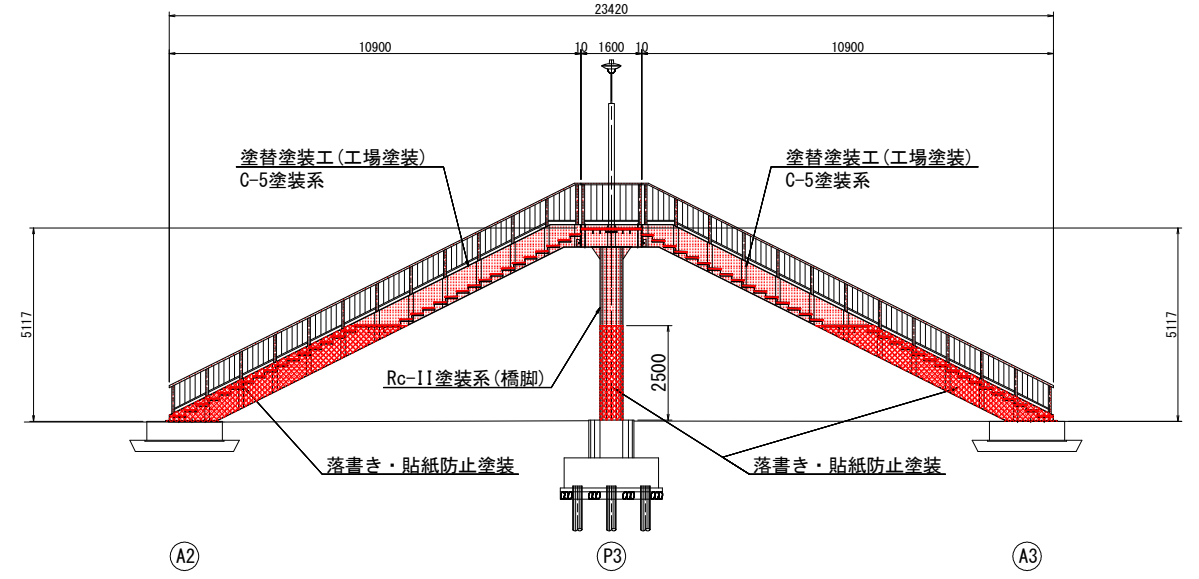 23420
10900
10
1600
10
10900
塗替塗装工(工場塗装)
C-5塗装系
塗替塗装工(工場塗装)
C-5塗装系
5117
5117
2500
Rc-II塗装系(橋脚)
落書き・貼紙防止塗装
落書き・貼紙防止塗装
A2
P3
A3